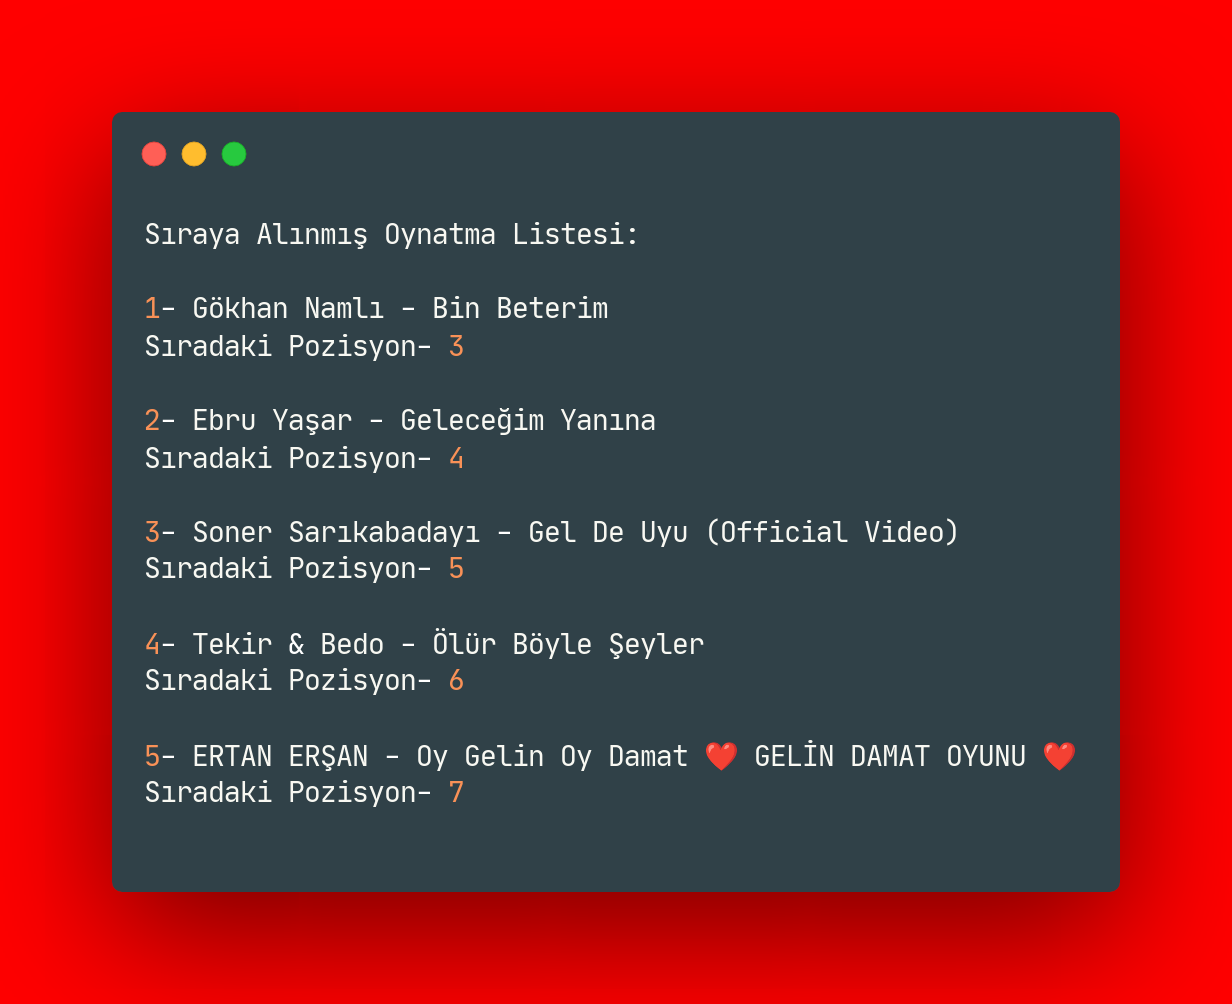 Sıraya Alınmış Oynatma Listesi:
1- Gökhan Namlı - Bin Beterim
Sıradaki Pozisyon- 3
2- Ebru Yaşar - Geleceğim Yanına
Sıradaki Pozisyon- 4
3- Soner Sarıkabadayı - Gel De Uyu (Official Video)
Sıradaki Pozisyon- 5
4- Tekir & Bedo - Ölür Böyle Şeyler
Sıradaki Pozisyon- 6
5- ERTAN ERŞAN - Oy Gelin Oy Damat ❤️ GELİN DAMAT OYUNU ❤️
Sıradaki Pozisyon- 7